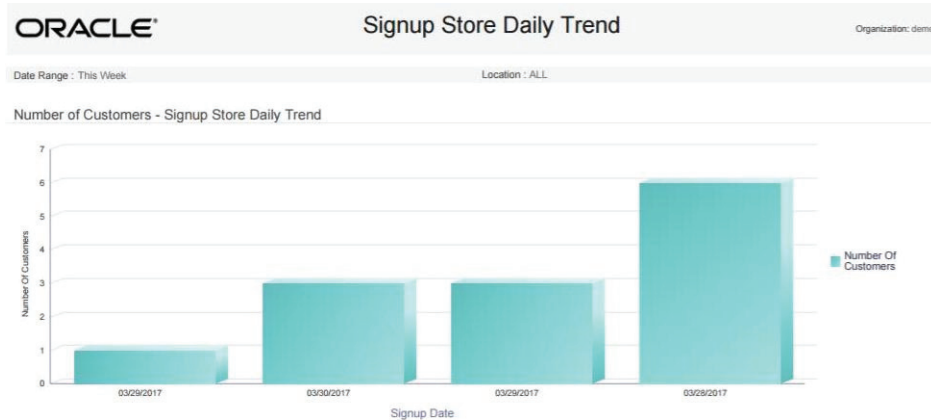 ORACLE®
Signup Store Daily Trend
Organization: demo
Date Range : This Week
Location : ALL
Number of Customers - Signup Store Daily Trend
7
6
5
4
3
2
1
0
Number Of Customers
03/29/2017
03/30/2017
03/29/2017
03/28/2017
Signup Date
Number Of
Customers